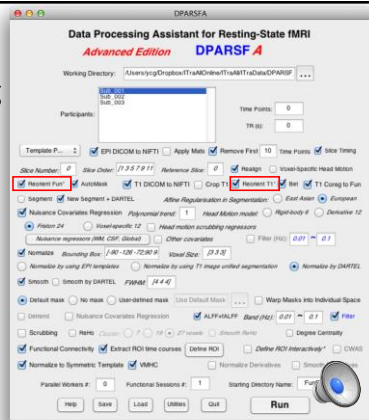 DPARSFA
Data Processing Assistant for Resting-State fMRI
Advanced Edition DPARSF A
Working Directory: /Users/ycg/Dropbox/ITraAllOnline/ITraAll/ITraData/DPARSF ...
Sub_001
Sub_002
Sub_003
Participants:
Time Points: 0
TR (s): 0
Template P... EPI DICOM to NIFTI Apply Mats Remove First 10 Time Points Slice Timing
Slice Number: 0 Slice Order: [1 3 5 7 9 11 Reference Slice: 0 Realign Voxel-Specific Head Motion
Reorient Fun* AutoMask T1 DICOM to NIFTI Crop T1 Reorient T1* Bet T1 Coreg to Fun
Segment New Segment + DARTEL Affine Regularisation in Segmentation: East Asian European
Nuisance Covariates Regression Polynomial trend: 1 Head Motion model: Rigid-body 6 Derivative 12
Friston 24 Voxel-specific 12 Head motion scrubbing regressors
Nuisance regressors (WM, CSF, Global) Other covariates Filter (Hz): 0.01 ~ 0.1
Normalize Bounding Box: [-90 -126 -72;90 9 Voxel Size: [3 3 3]
Normalize by using EPI templates Normalize by using T1 image unified segmentation Normalize by DARTEL
Smooth Smooth by DARTEL FWHM: [4 4 4]
Default mask No mask User-defined mask Use Default Mask ... Warp Masks into Individual Space
Detrend Nuisance Covariates Regression ALFF+fALFF Band (Hz): 0.01 ~ 0.1 Filter
Scrubbing ReHo Cluster: 7 19 27 voxels Smooth ReHo Degree Centrality
Functional Connectivity Extract ROI time courses Define ROI Define ROI Interactively* CWAS
Normalize to Symmetric Template VMHC Normalize Derivatives Smooth
Parallel Workers #: 0 Functional Sessions #: 1 Starting Directory Name:
Help Save Load Utilities Quit Run